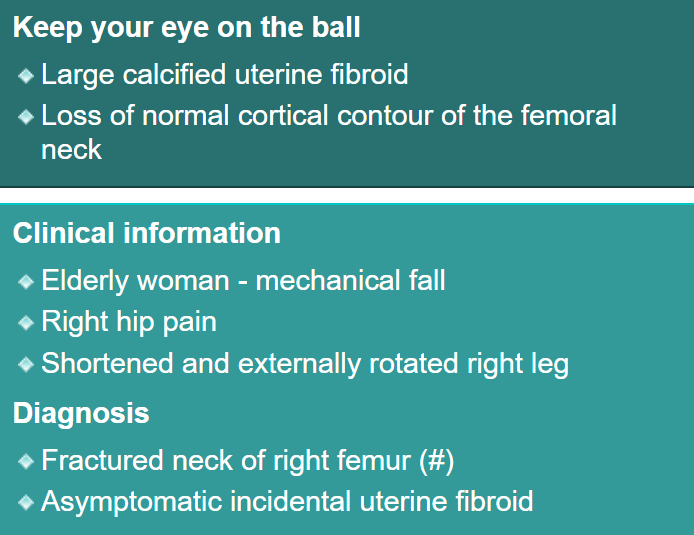 Keep your eye on the ball
Large calcified uterine fibroid
Loss of normal cortical contour of the femoral
neck
Clinical information
Elderly woman - mechanical fall
Right hip pain
Shortened and externally rotated right leg
Diagnosis
Fractured neck of right femur (#)
Asymptomatic incidental uterine fibroid